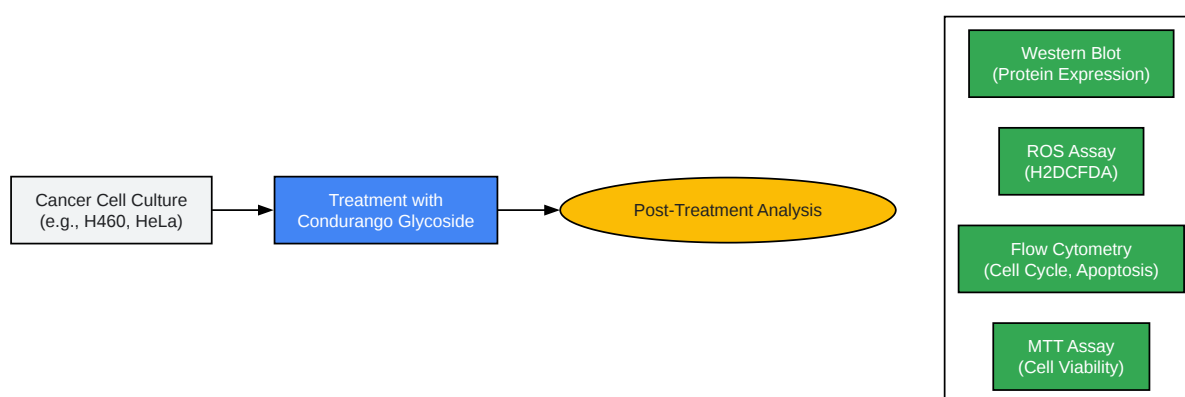 Cancer Cell Culture
(e.g., H460, HeLa)
Treatment with
Condurango Glycoside
Post-Treatment Analysis
Western Blot
(Protein Expression)
ROS Assay
(H2DCFDA)
Flow Cytometry
(Cell Cycle, Apoptosis)
MTT Assay
(Cell Viability)